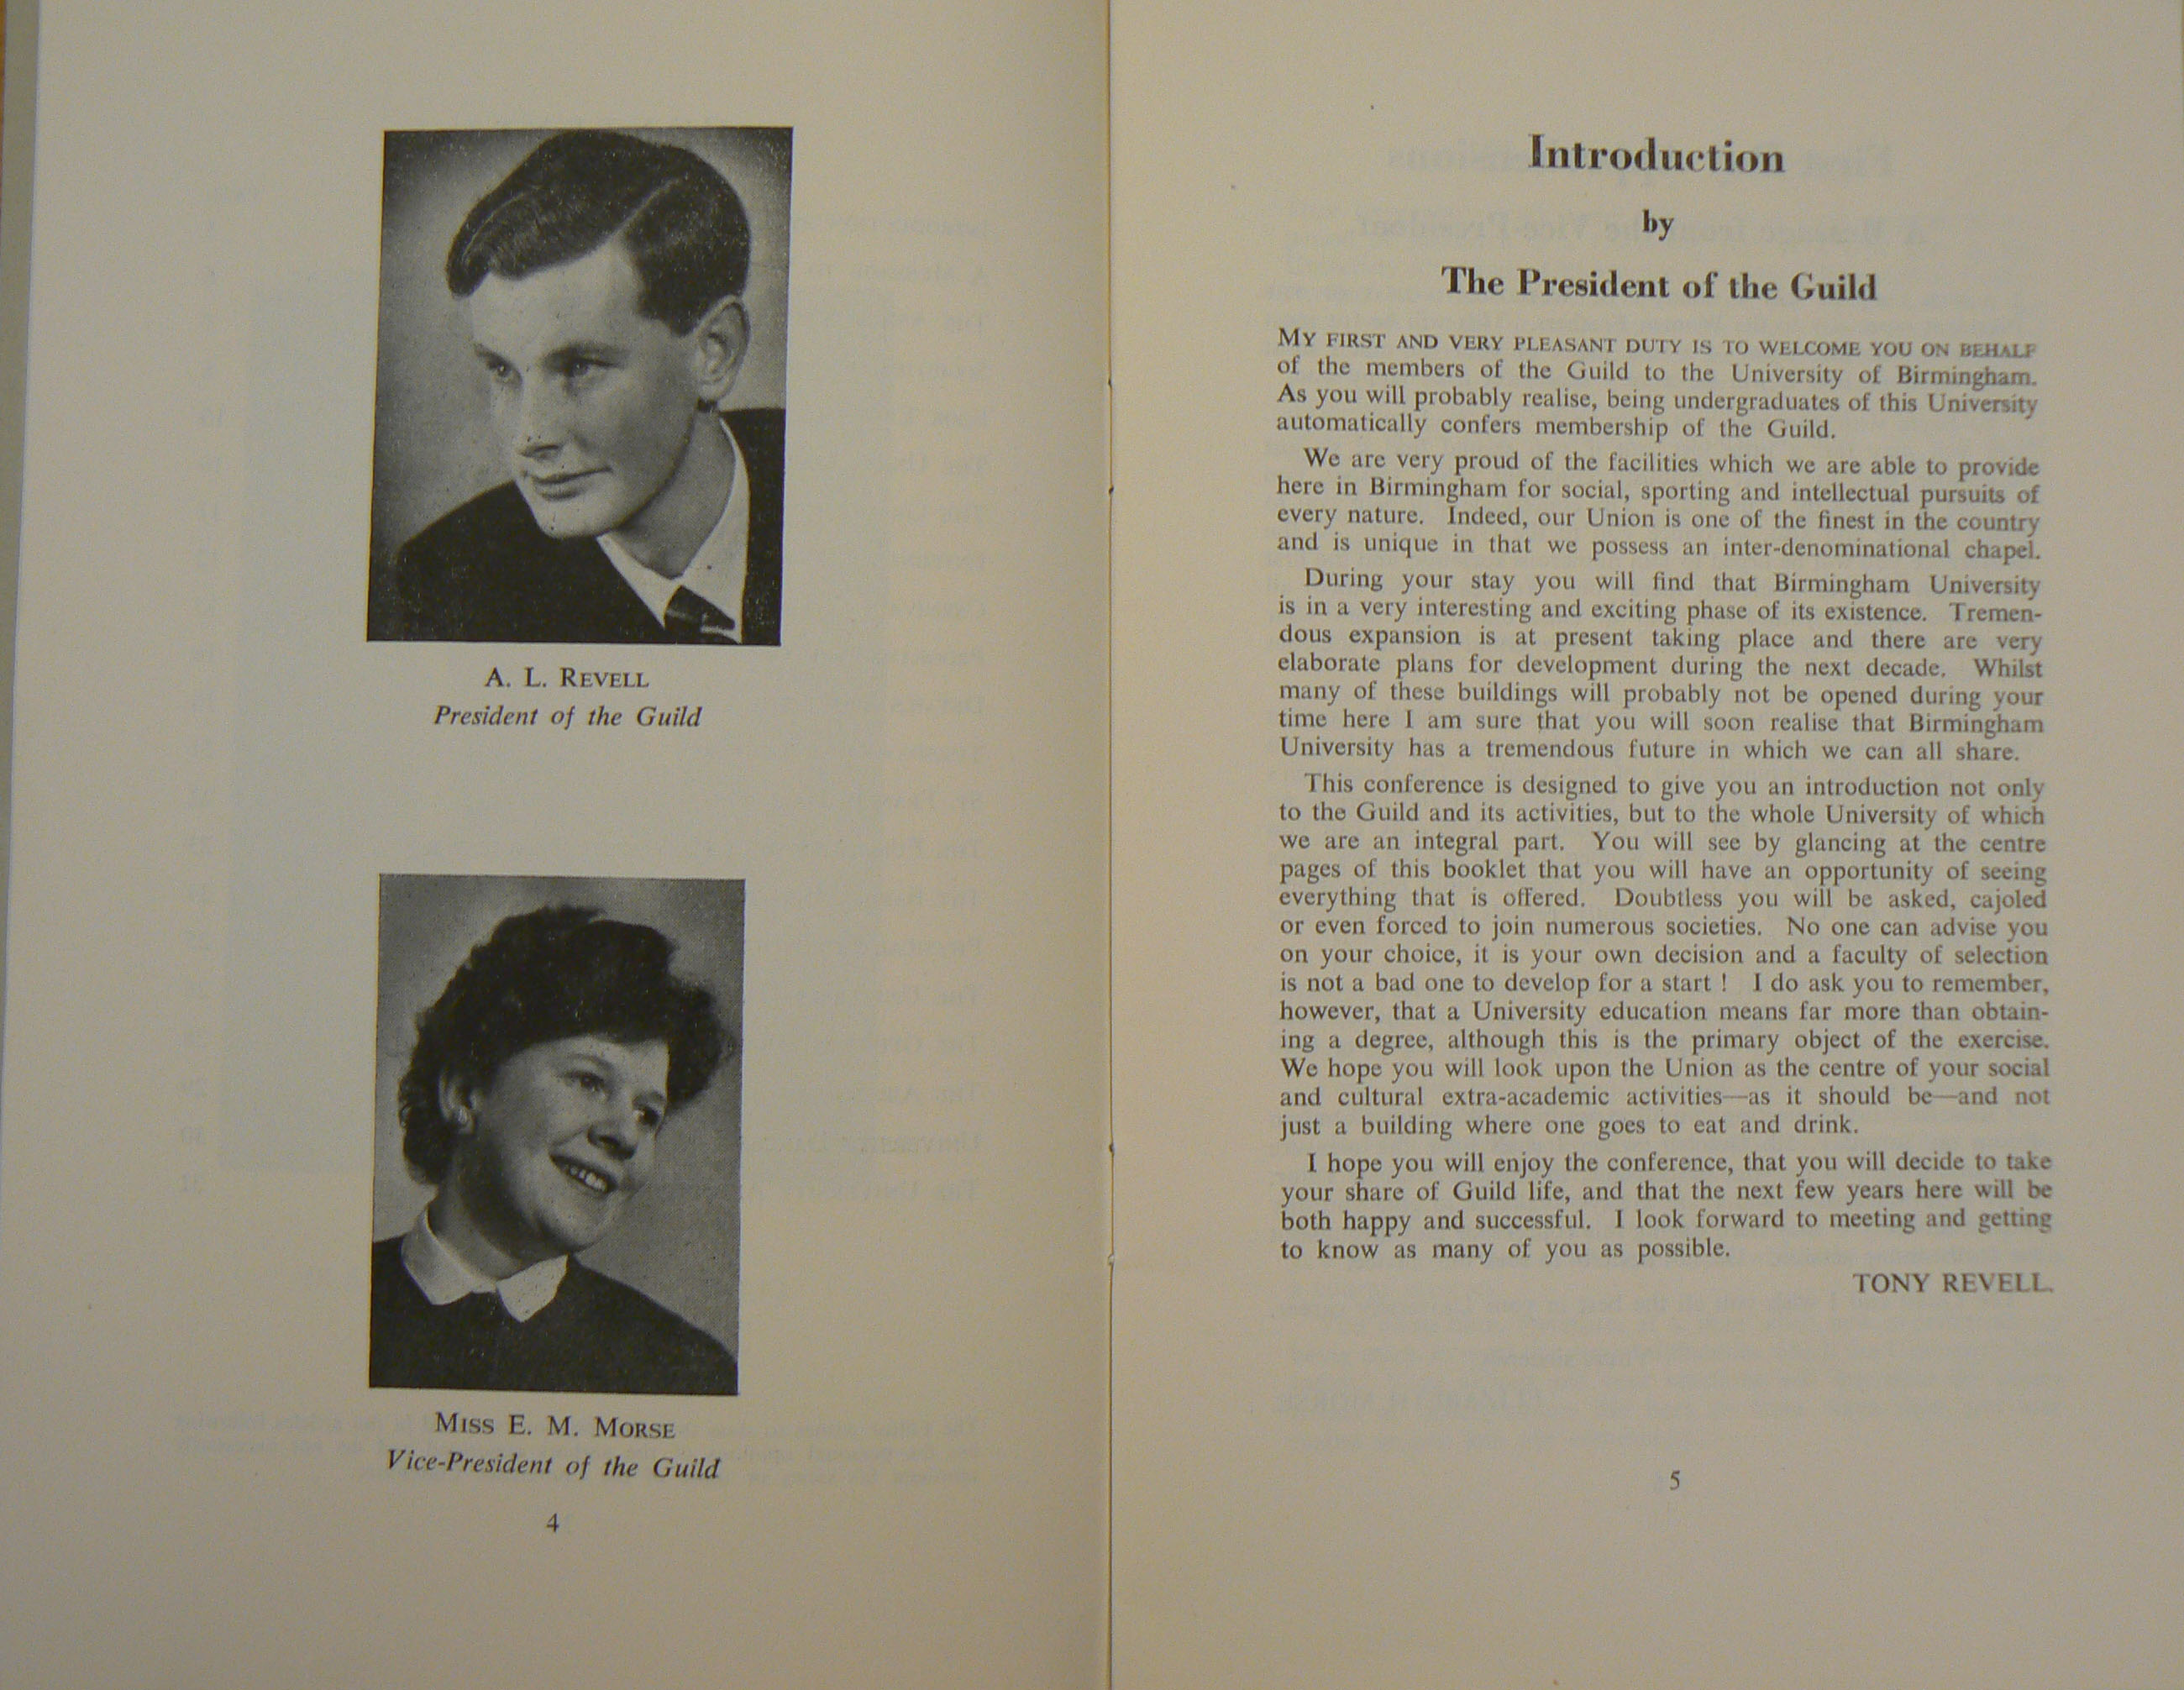 A. L. REVELL
President of the Guild
MISS E. M. MORSE
Vice-President of the Guild
4
Introduction
by
The President of the Guild
MY FIRST AND VERY PLEASANT DUTY IS TO WELCOME YOU ON BEHALF
of the members of the Guild to the University of Birmingham.
As you will probably realise, being undergraduates of this University
automatically confers membership of the Guild.
We are very proud of the facilities which we are able to provide
here in Birmingham for social, sporting and intellectual pursuits of
every nature. Indeed, our Union is one of the finest in the country
and is unique in that we possess an inter-denominational chapel.
During your stay you will find that Birmingham University
is in a very interesting and exciting phase of its existence. Tremen-
dous expansion is at present taking place and there are very
elaborate plans for development during the next decade. Whilst
many of these buildings will probably not be opened during your
time here I am sure that you will soon realise that Birmingham
University has a tremendous future in which we can all share.
This conference is designed to give you an introduction not only
to the Guild and its activities, but to the whole University of which
we are an integral part. You will see by glancing at the centre
pages of this booklet that you will have an opportunity of seeing
everything that is offered. Doubtless you will be asked, cajoled
or even forced to join numerous societies. No one can advise you
on your choice, it is your own decision and a faculty of selection
is not a bad one to develop for a start ! I do ask you to remember,
however, that a University education means far more than obtain-
ing a degree, although this is the primary object of the exercise.
We hope you will look upon the Union as the centre of your social
and cultural extra-academic activities—as it should be—and not
just a building where one goes to eat and drink.
I hope you will enjoy the conference, that you will decide to take
your share of Guild life, and that the next few years here will be
both happy and successful. I look forward to meeting and getting
to know as many of you as possible.
TONY REVELL.
5